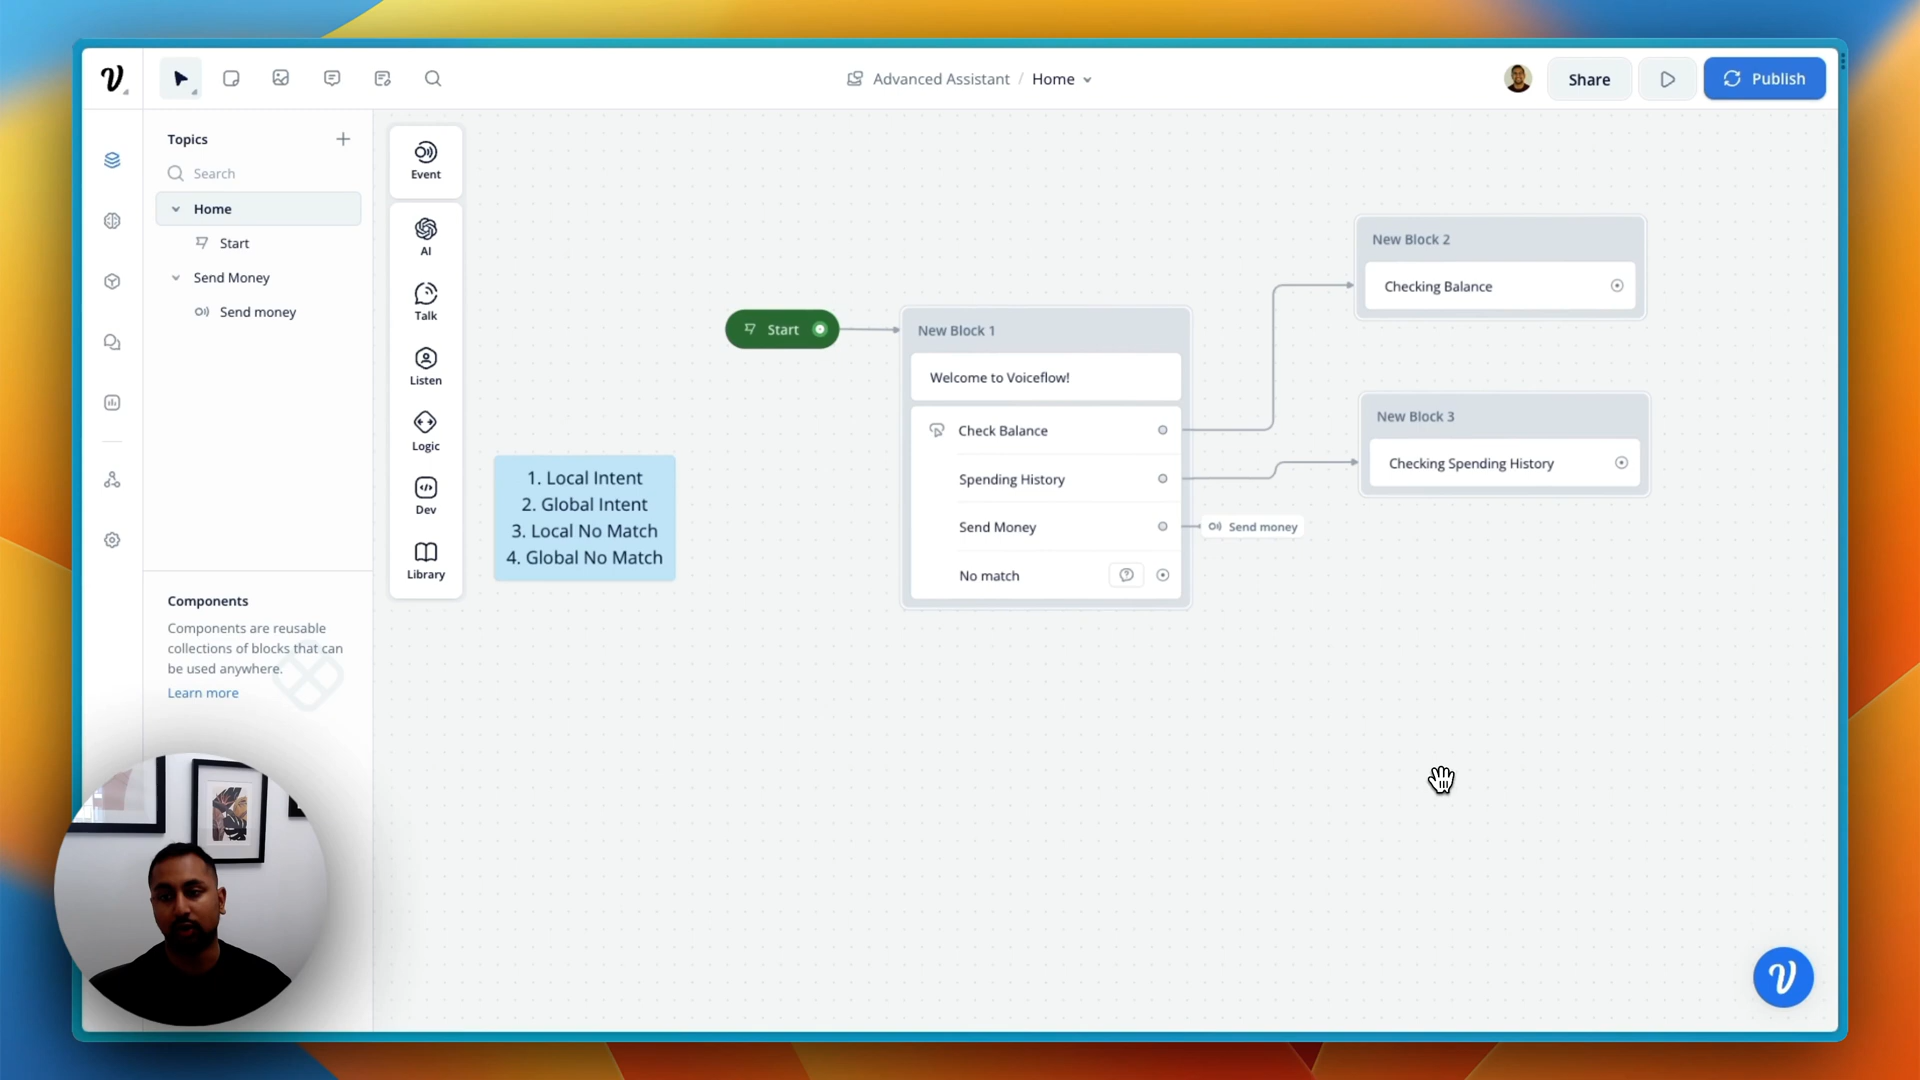 Advanced Assistant / Home
Share
Publish
Topics
Search
Home
Start
Send Money
Send money
Components
Components are reusable
collections of blocks that can
be used anywhere.
Learn more
Event
AI
Talk
Listen
Logic
Dev
Library
1. Local Intent
2. Global Intent
3. Local No Match
4. Global No Match
Start
New Block 1
Welcome to Voiceflow!
Check Balance
Spending History
Send Money
No match
Send money
New Block 2
Checking Balance
New Block 3
Checking Spending History